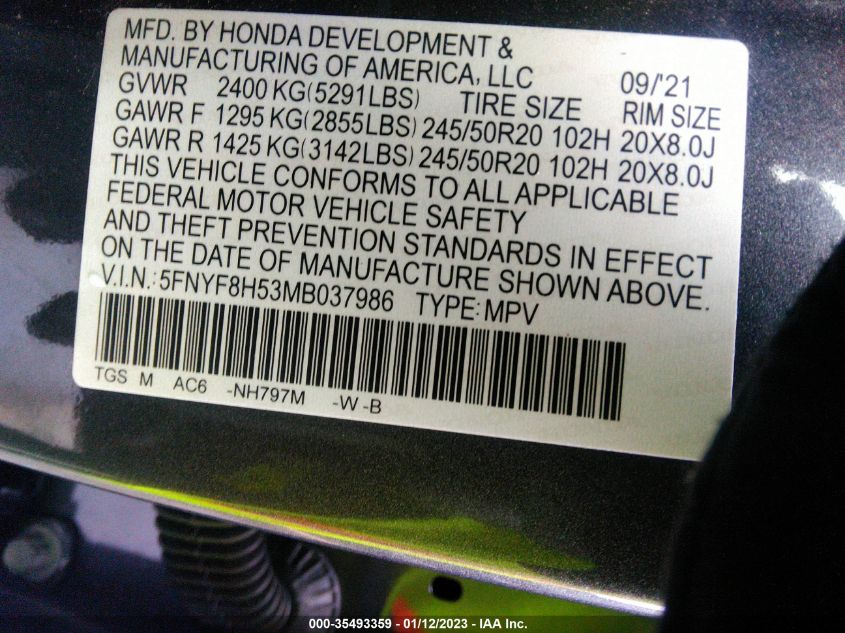 MFD. BY HONDA DEVELOPMENT &
MANUFACTURING OF AMERICA, LLC 09/'21
GVWR 2400 KG(5291LBS) TIRE SIZE RIM SIZE
GAWR F 1295 KG(2855LBS) 245/50R20 102H 20X8.0J
GAWR R 1425 KG(3142LBS) 245/50R20 102H 20X8.0J
THIS VEHICLE CONFORMS TO ALL APPLICABLE
FEDERAL MOTOR VEHICLE SAFETY
AND THEFT PREVENTION STANDARDS IN EFFECT
ON THE DATE OF MANUFACTURE SHOWN ABOVE.
V.I.N.: 5FNYF8H53MB037986 TYPE: MPV
TGS M AC6 -NH797M -W -B
000-35493359 - 01/12/2023 - IAA Inc.